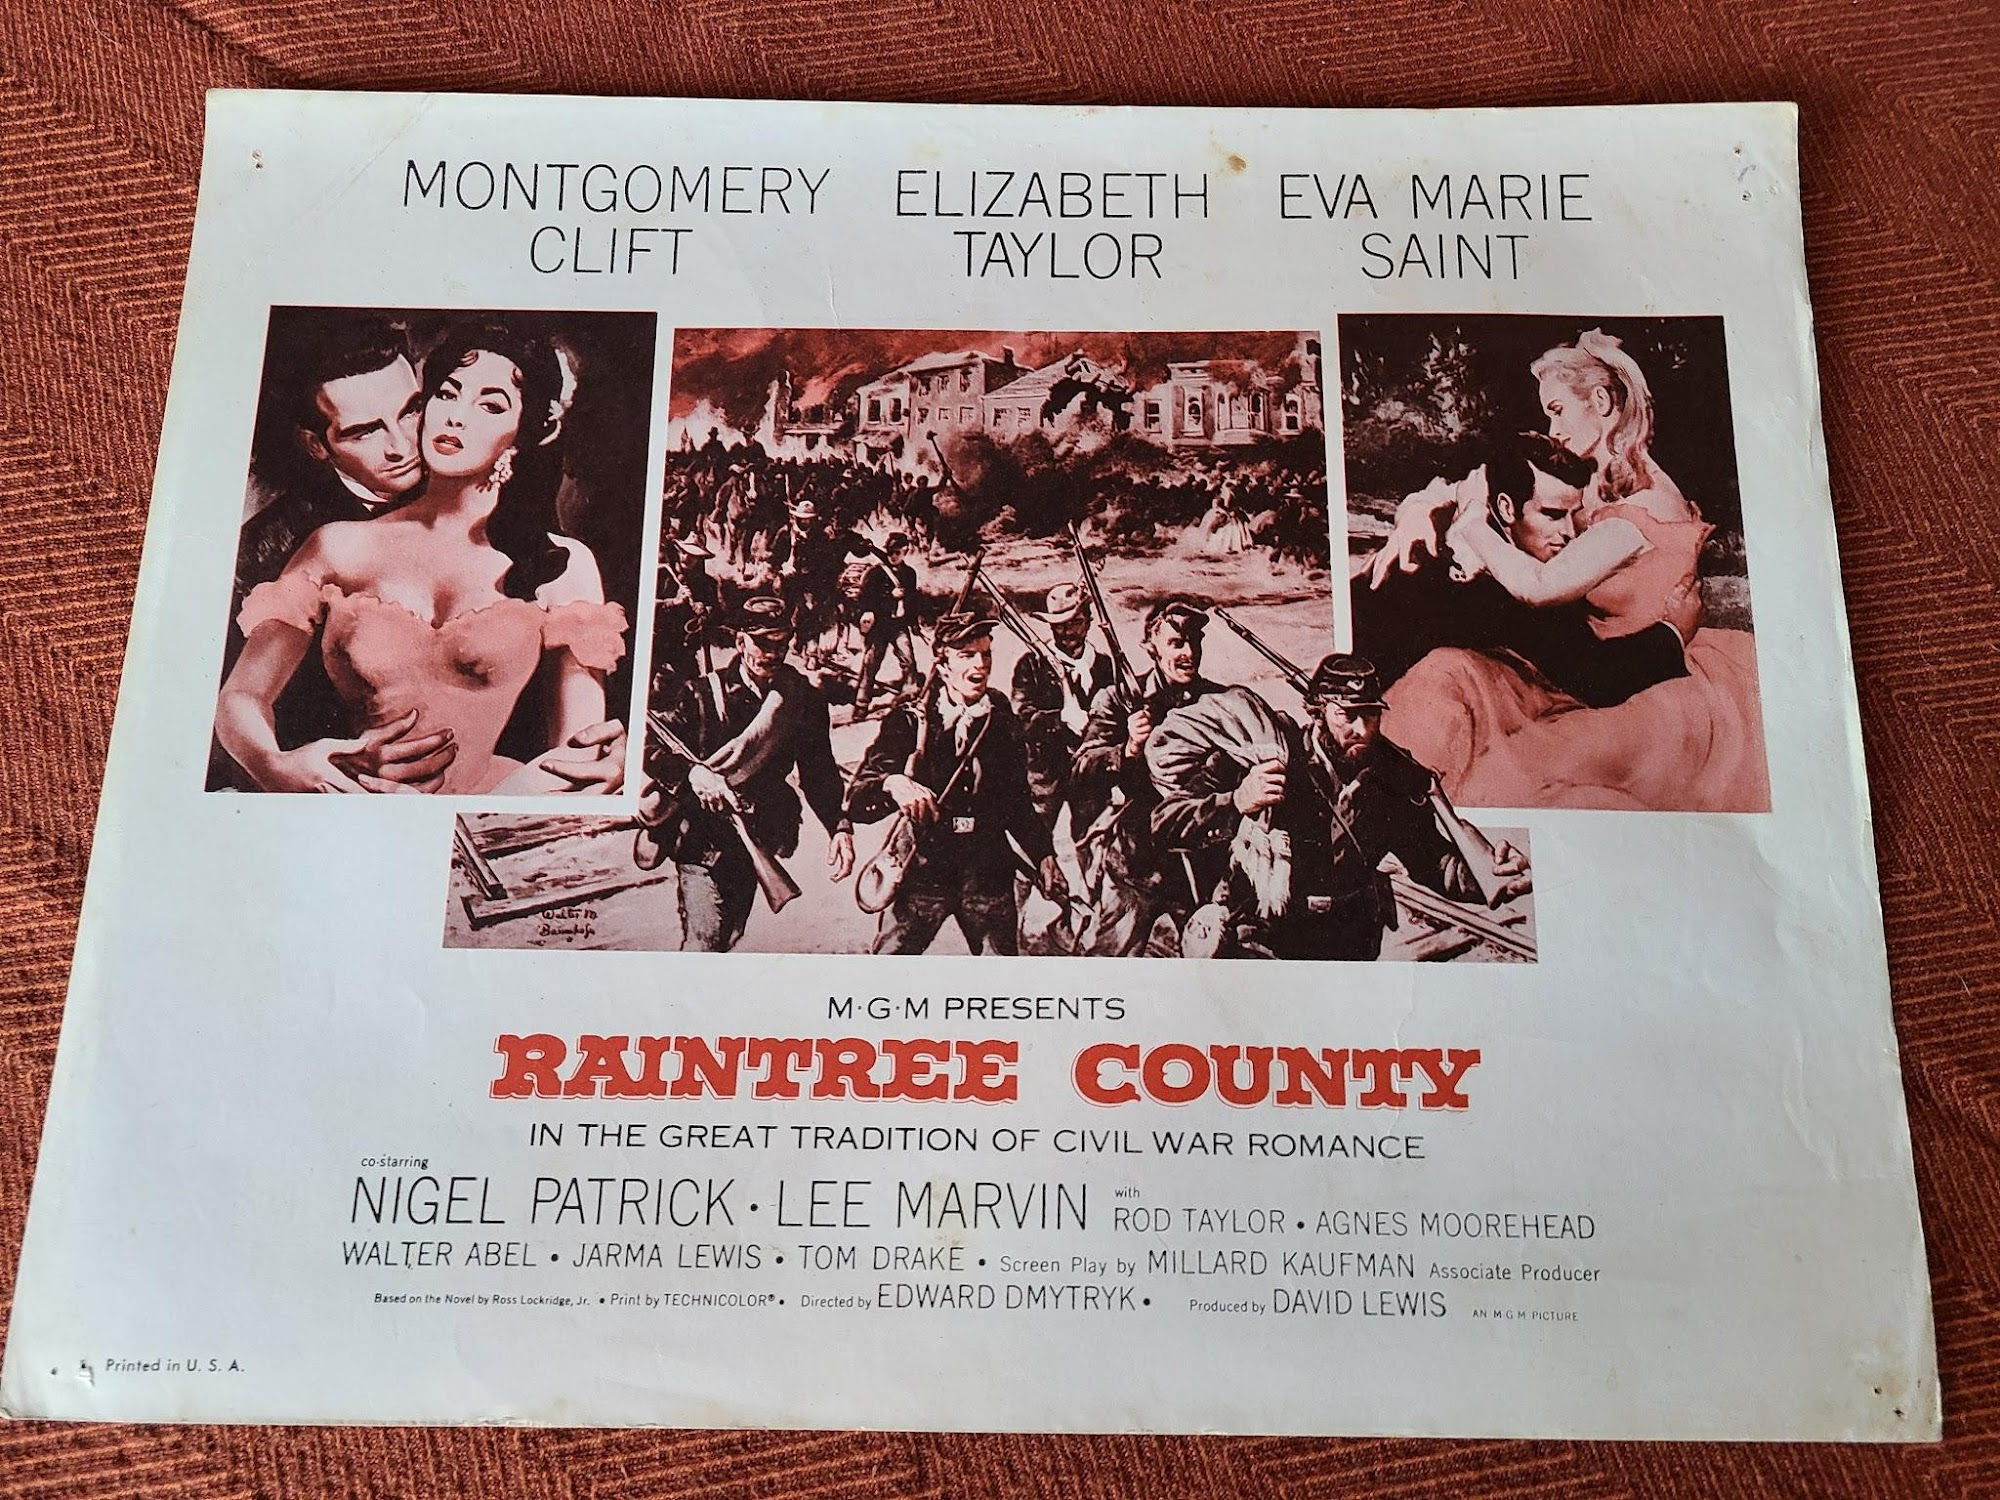 MONTGOMERY CLIFT
ELIZABETH TAYLOR
EVA MARIE SAINT
Walter M
Baumhofer
M·G·M PRESENTS
RAINTREE COUNTY
IN THE GREAT TRADITION OF CIVIL WAR ROMANCE
co-starring
NIGEL PATRICK · LEE MARVIN with ROD TAYLOR • AGNES MOOREHEAD
WALTER ABEL • JARMA LEWIS • TOM DRAKE • Screen Play by MILLARD KAUFMAN Associate Producer
Based on the Novel by Ross Lockridge, Jr. • Print by TECHNICOLOR® • Directed by EDWARD DMYTRYK • Produced by DAVID LEWIS AN M·G·M PICTURE
Printed in U. S. A.